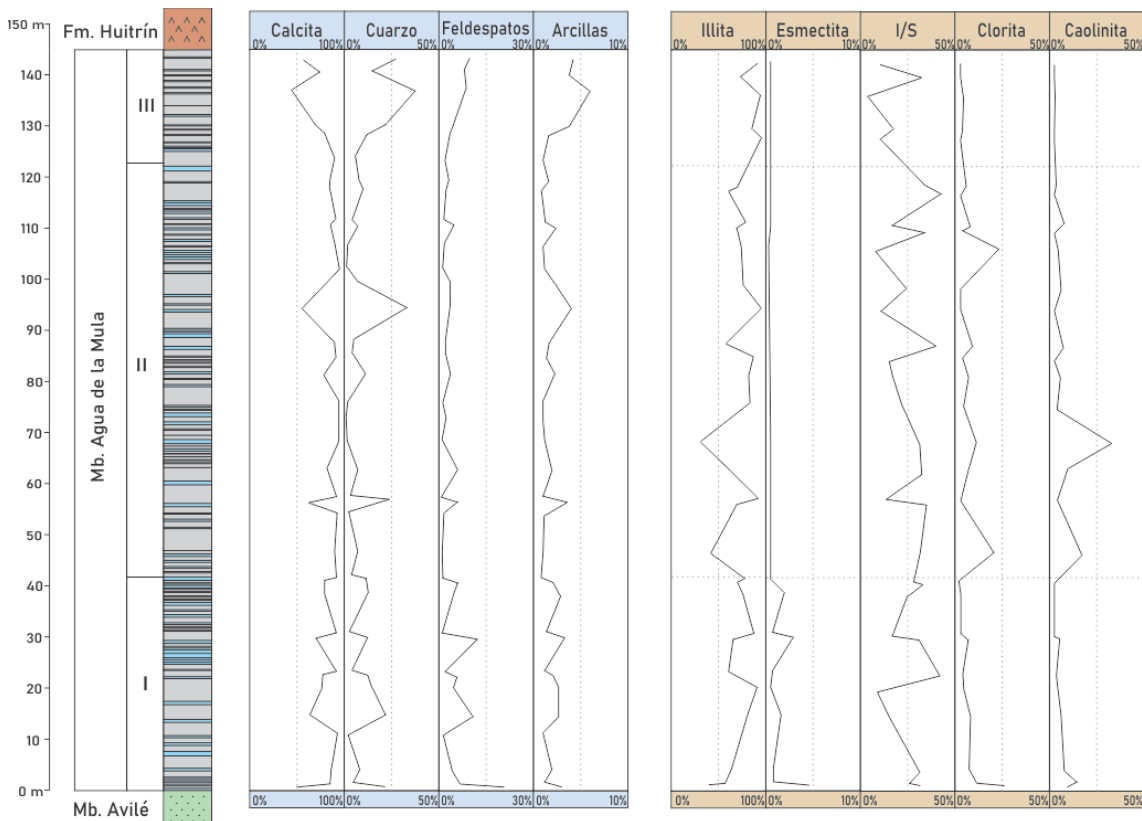 150 m
Fm. Huitrín
140
130
120
110
100
90
80
70
60
50
40
30
20
10
0 m
Mb. Agua de la Mula
III
II
I
Mb. Avilé
Calcita Cuarzo Feldespatos Arcillas
0% 100% 0% 50% 0% 30% 0% 10%
0% 100% 0% 50% 0% 30% 0% 10%
Illita Esmectita I/S Clorita Caolinita
0% 100% 0% 10% 0% 50% 0% 50% 0% 50%
0% 100% 0% 10% 0% 50% 0% 50% 0% 50%